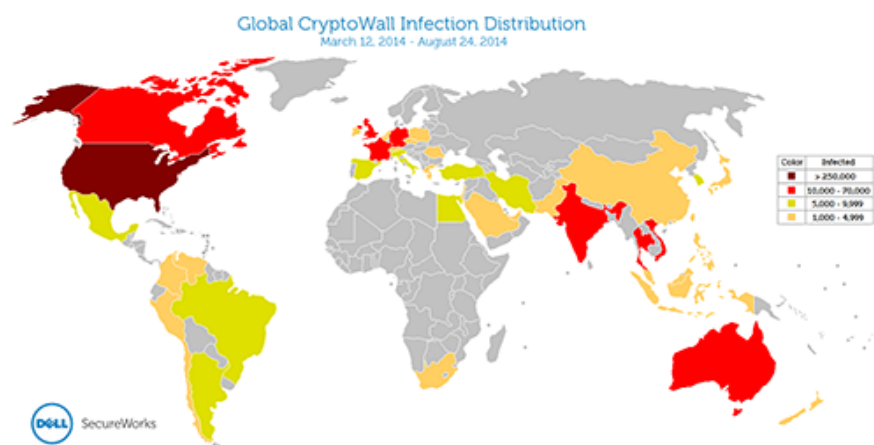 Global CryptoWall Infection Distribution
March 12, 2014 - August 24, 2014
Color Infected
> 250,000
10,000 - 70,000
5,000 - 9,999
1,000 - 4,999
DELL SecureWorks